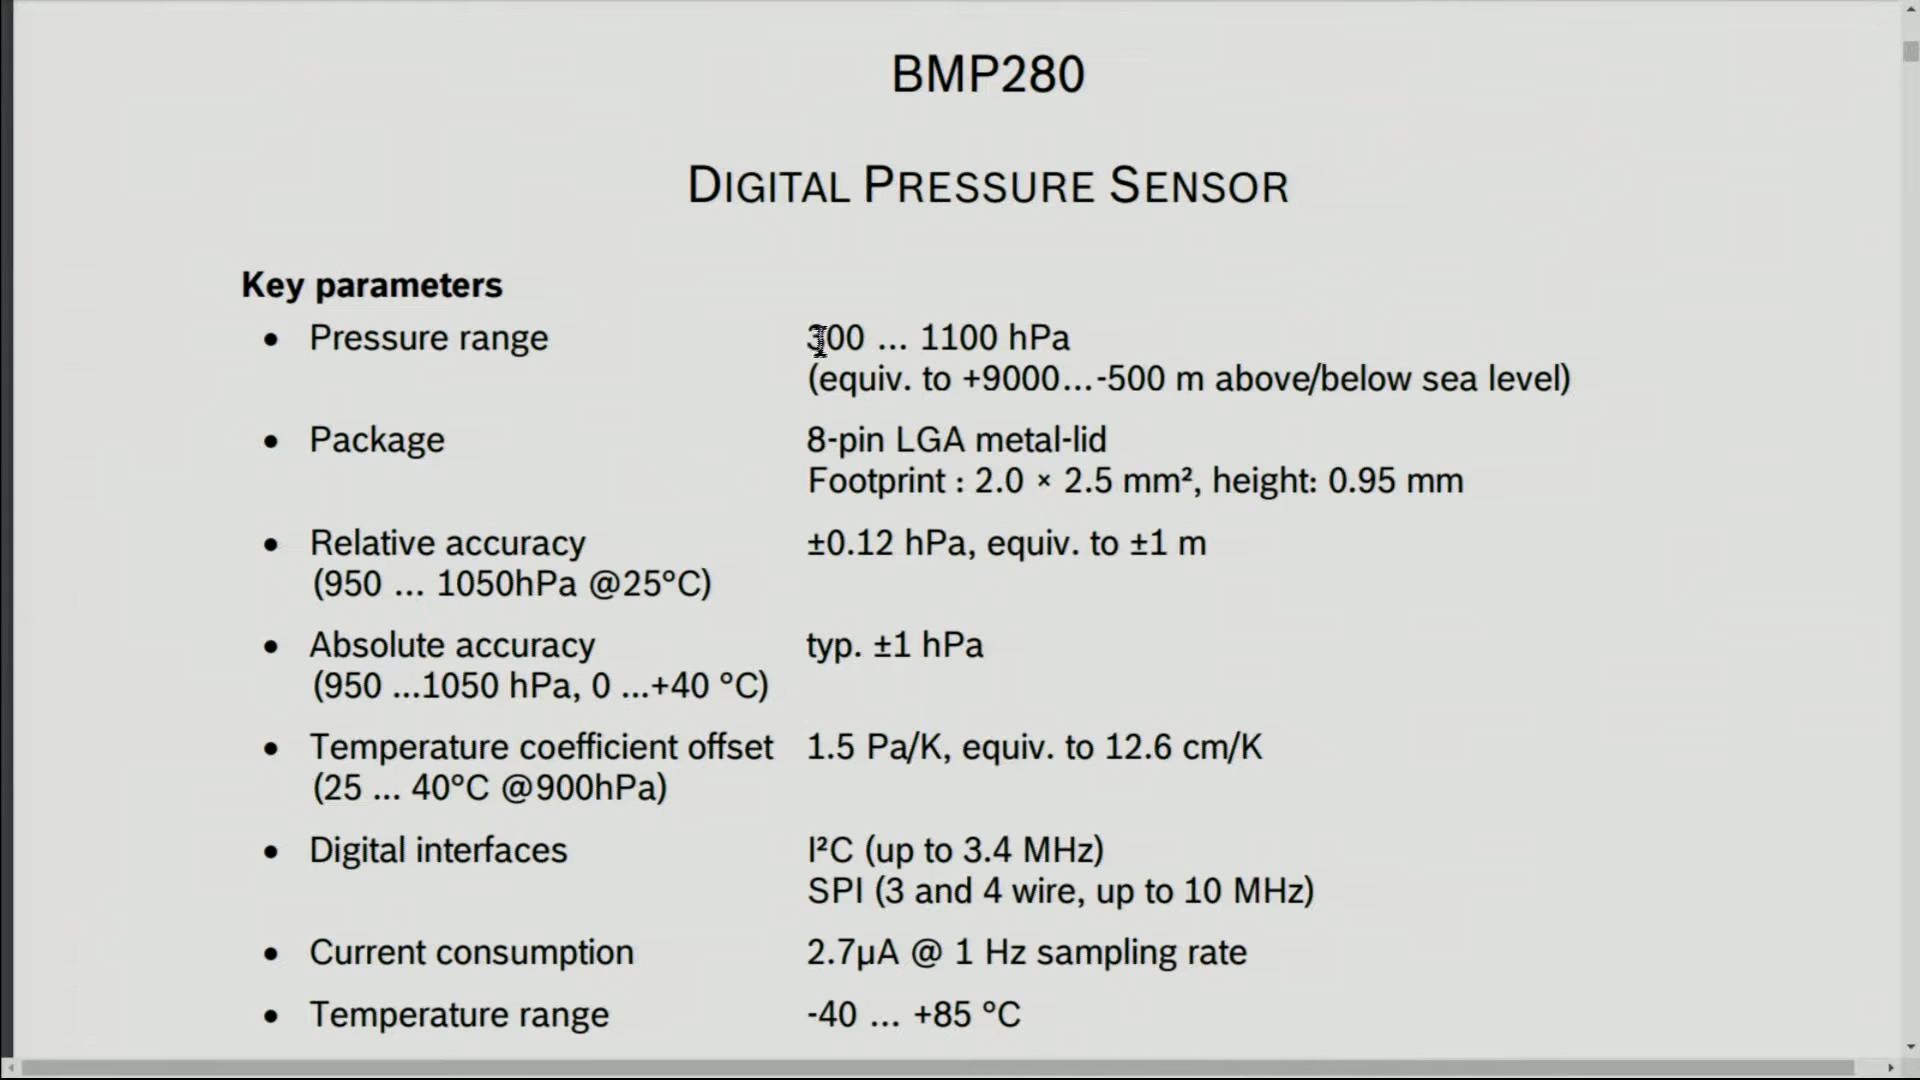 BMP280
DIGITAL PRESSURE SENSOR
Key parameters
• Pressure range 300 ... 1100 hPa
(equiv. to +9000...-500 m above/below sea level)
• Package 8-pin LGA metal-lid
Footprint : 2.0 × 2.5 mm², height: 0.95 mm
• Relative accuracy ±0.12 hPa, equiv. to ±1 m
(950 ... 1050hPa @25°C)
• Absolute accuracy typ. ±1 hPa
(950 ...1050 hPa, 0 ...+40 °C)
• Temperature coefficient offset 1.5 Pa/K, equiv. to 12.6 cm/K
(25 ... 40°C @900hPa)
• Digital interfaces I²C (up to 3.4 MHz)
SPI (3 and 4 wire, up to 10 MHz)
• Current consumption 2.7µA @ 1 Hz sampling rate
• Temperature range -40 ... +85 °C